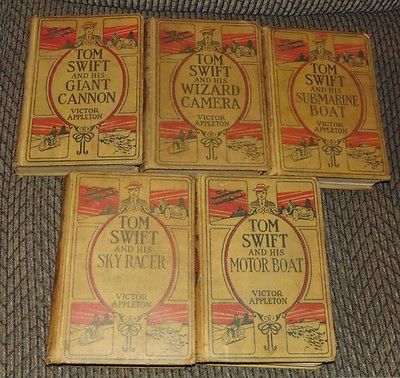 TOM
SWIFT
AND HIS
GIANT
CANNON
VICTOR
APPLETON
TOM
SWIFT
AND HIS
WIZARD
CAMERA
VICTOR
APPLETON
TOM
SWIFT
AND HIS
SUBMARINE
BOAT
VICTOR
APPLETON
TOM
SWIFT
AND HIS
SKY RACER
VICTOR
APPLETON
TOM
SWIFT
AND HIS
MOTOR BOAT
VICTOR
APPLETON